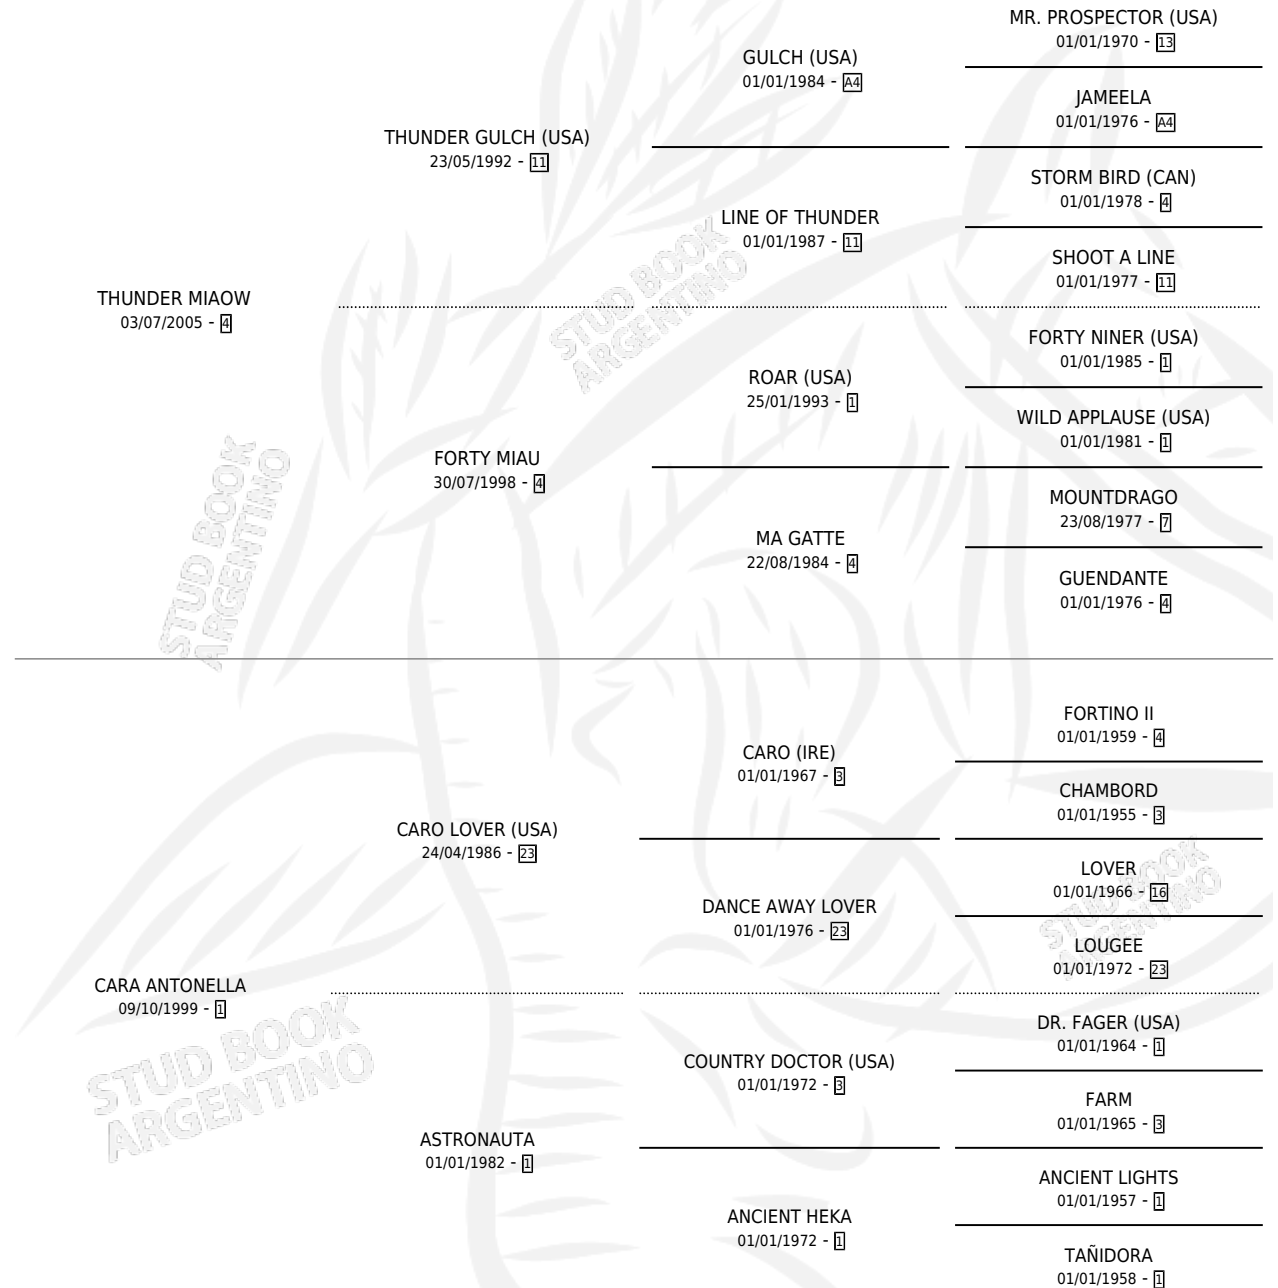 MR. PROSPECTOR (USA)
01/01/1970 - 13
GULCH (USA)
01/01/1984 - A4
JAMEELA
01/01/1976 - A4
THUNDER GULCH (USA)
23/05/1992 - 11
STORM BIRD (CAN)
01/01/1978 - 4
LINE OF THUNDER
01/01/1987 - 11
SHOOT A LINE
01/01/1977 - 11
THUNDER MIAOW
03/07/2005 - 4
STUD BOOK
ARGENTINO
FORTY NINER (USA)
01/01/1985 - 1
ROAR (USA)
25/01/1993 - 1
WILD APPLAUSE (USA)
01/01/1981 - 1
FORTY MIAU
30/07/1998 - 4
MOUNTDRAGO
23/08/1977 - 7
MA GATTE
22/08/1984 - 4
GUENDANTE
01/01/1976 - 4
STUD BOOK
ARGENTINO
FORTINO II
01/01/1959 - 4
CARO (IRE)
01/01/1967 - 3
CHAMBORD
01/01/1955 - 3
CARO LOVER (USA)
24/04/1986 - 23
LOVER
01/01/1966 - 16
DANCE AWAY LOVER
01/01/1976 - 23
LOUGEE
01/01/1972 - 23
STUD BOOK
ARGENTINO
CARA ANTONELLA
09/10/1999 - 1
STUD BOOK
ARGENTINO
DR. FAGER (USA)
01/01/1964 - 1
COUNTRY DOCTOR (USA)
01/01/1972 - 3
FARM
01/01/1965 - 3
ASTRONAUTA
01/01/1982 - 1
ANCIENT LIGHTS
01/01/1957 - 1
ANCIENT HEKA
01/01/1972 - 1
TAÑIDORA
01/01/1958 - 1